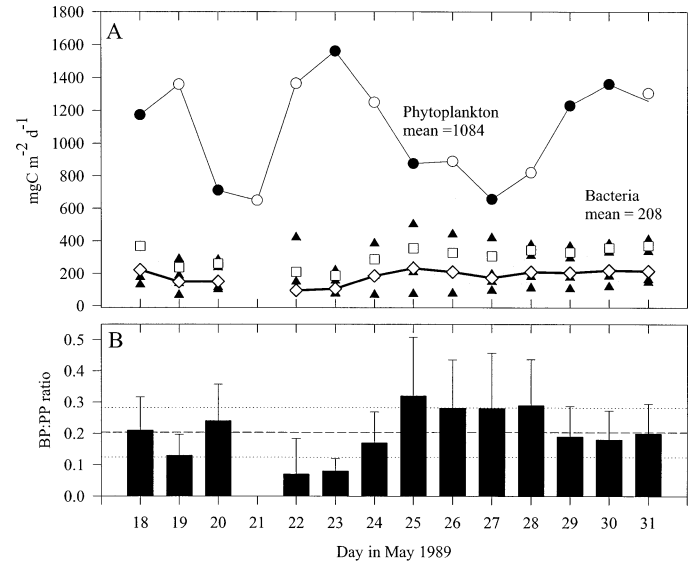 A
1800
1600
1400
1200
1000
800
600
400
200
0
mgC m-2 d-1
Phytoplankton
mean =1084
Bacteria
mean = 208
B
0.5
0.4
0.3
0.2
0.1
0.0
BP:PP ratio
18 19 20 21 22 23 24 25 26 27 28 29 30 31
Day in May 1989